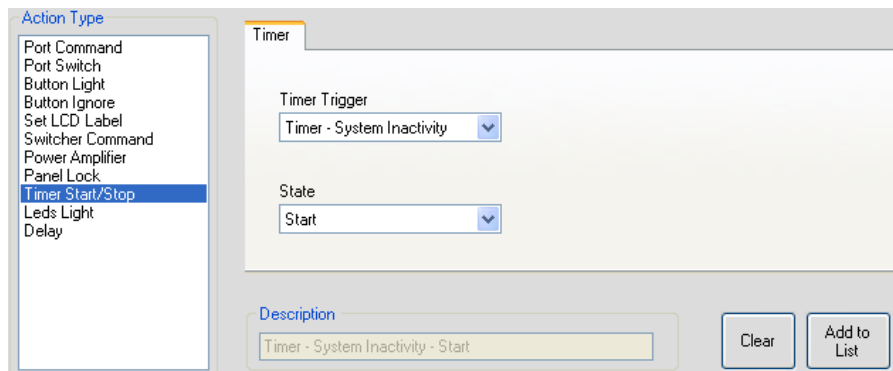 Action Type
Port Command
Port Switch
Button Light
Button Ignore
Set LCD Label
Switcher Command
Power Amplifier
Panel Lock
Timer Start/Stop
Leds Light
Delay
Timer
Timer Trigger
Timer - System Inactivity
State
Start
Description
Timer - System Inactivity - Start
Clear
Add to
List